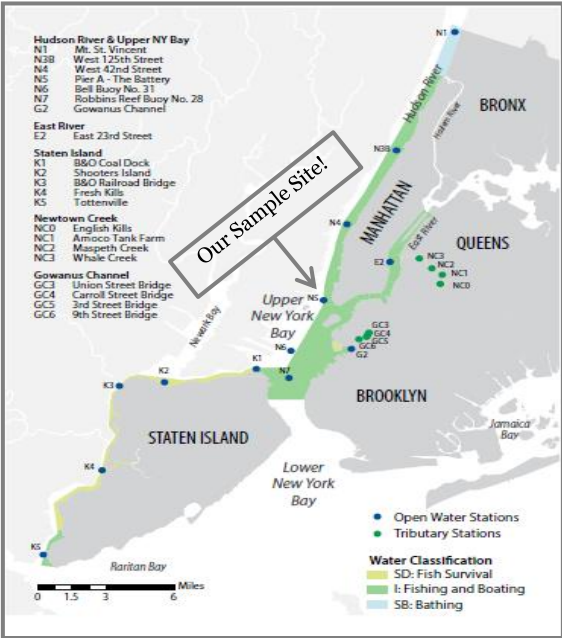 Hudson River & Upper NY Bay
N1 Mt. St. Vincent
N3B West 125th Street
N4 West 42nd Street
N5 Pier A - The Battery
N6 Bell Buoy No. 31
N7 Robbins Reef Buoy No. 28
G2 Gowanus Channel
East River
E2 East 23rd Street
Staten Island
K1 B&O Coal Dock
K2 Shooters Island
K3 B&O Railroad Bridge
K4 Fresh Kills
K5 Tottenville
Newtown Creek
NC0 English Kills
NC1 Amoco Tank Farm
NC2 Maspeth Creek
NC3 Whale Creek
Gowanus Channel
GC3 Union Street Bridge
GC4 Carroll Street Bridge
GC5 3rd Street Bridge
GC6 9th Street Bridge
N1
Hudson River
Harlem River
BRONX
N3B
Our Sample Site!
MANHATTAN
N4
East River
QUEENS
E2
NC3
NC2
NC1
NC0
N5
Upper
New York
Bay
Newark Bay
GC3
GC4
GC5
GC6
G2
N6
K1
N7
K2
K3
BROOKLYN
STATEN ISLAND
Jamaica
Bay
K4
Lower
New York
Bay
K5
Raritan Bay
Open Water Stations
Tributary Stations
Water Classification
SD: Fish Survival
I: Fishing and Boating
SB: Bathing
Miles
0 1.5 3 6